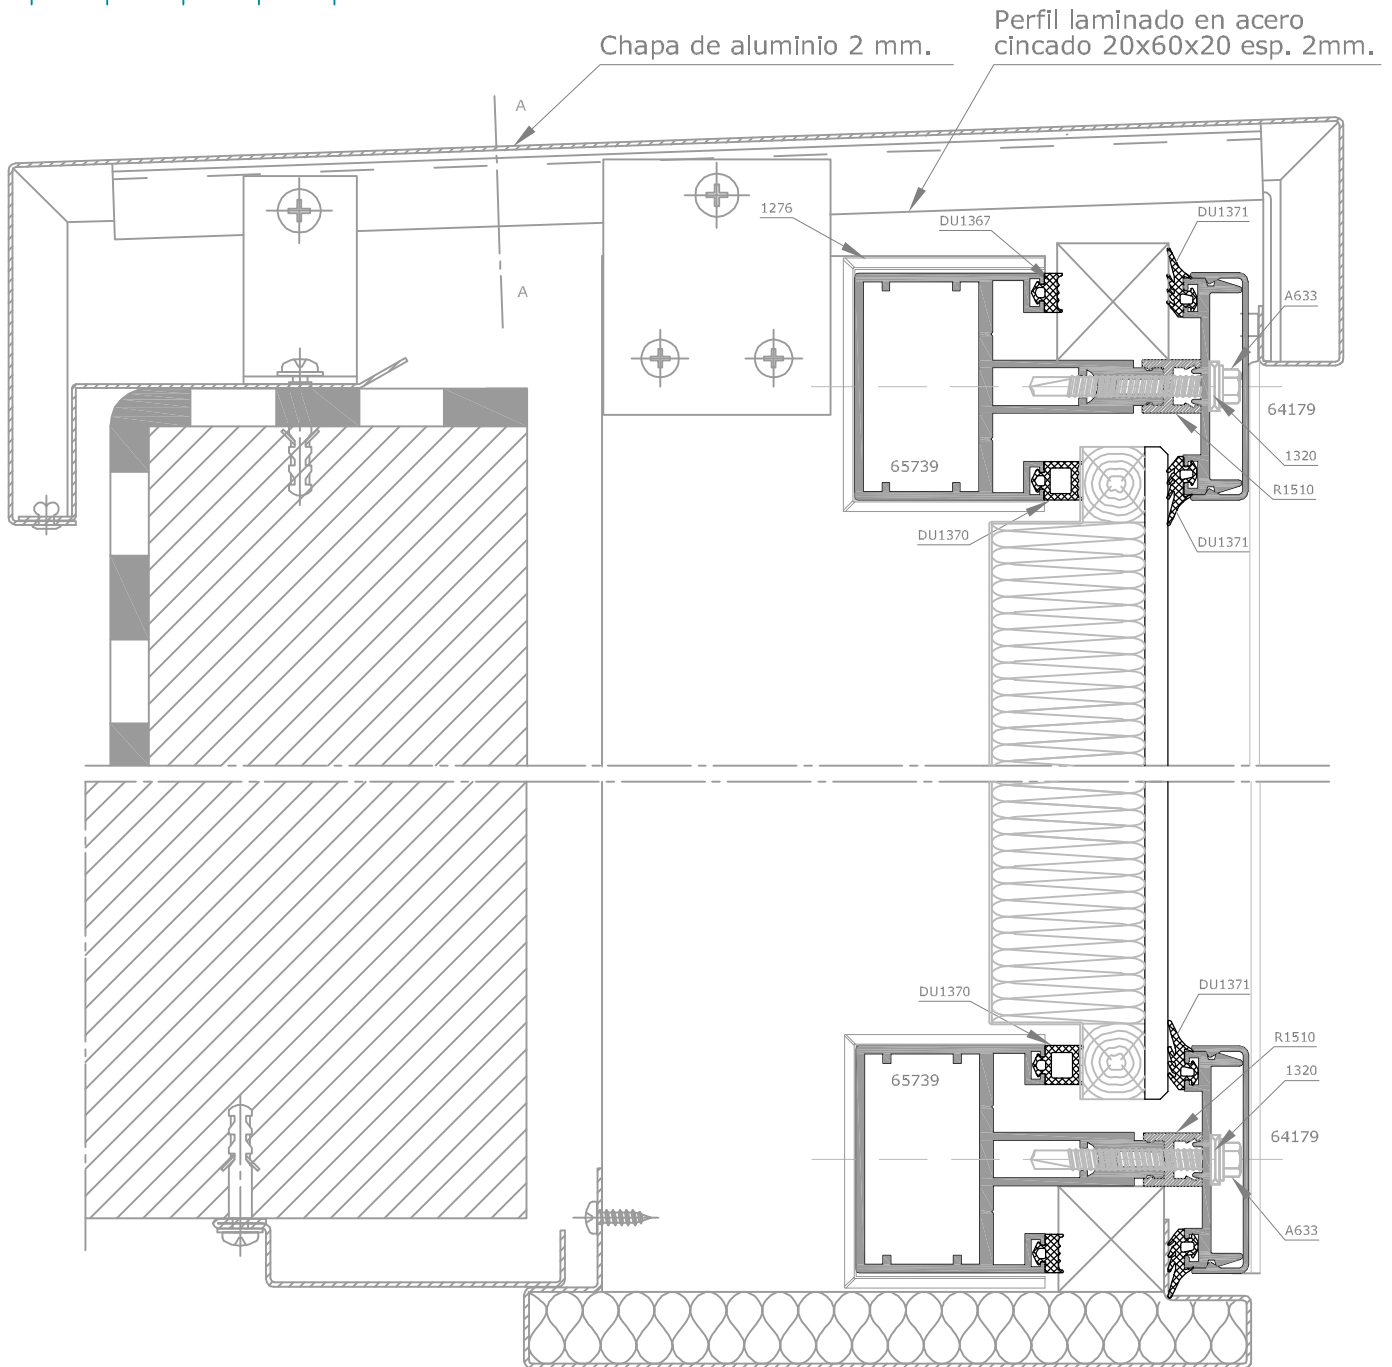 Perfil laminado en acero
cincado 20x60x20 esp. 2mm.
Chapa de aluminio 2 mm.
A
1276
DU1367
DU1371
A
A633
64179
1320
65739
R1510
DU1370
DU1371
DU1370
DU1371
R1510
1320
65739
64179
A633